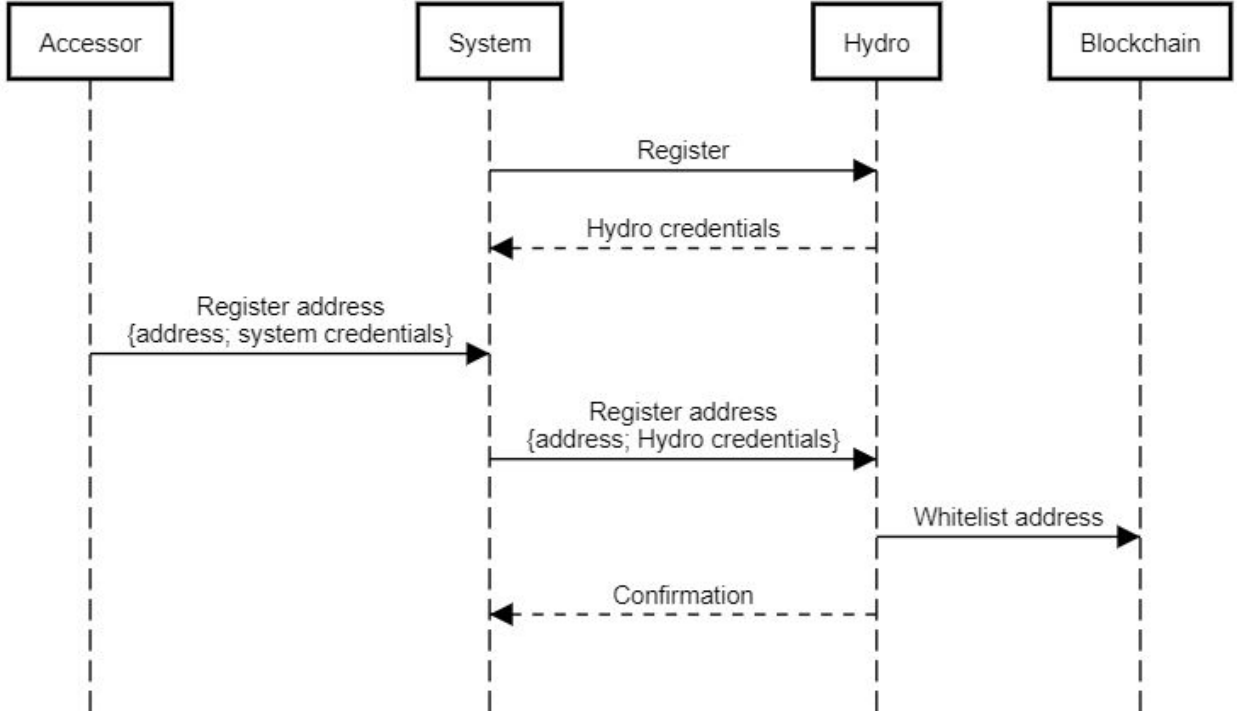 Accessor
System
Hydro
Blockchain
Register
Hydro credentials
Register address
{address; system credentials}
Register address
{address; Hydro credentials}
Whitelist address
Confirmation